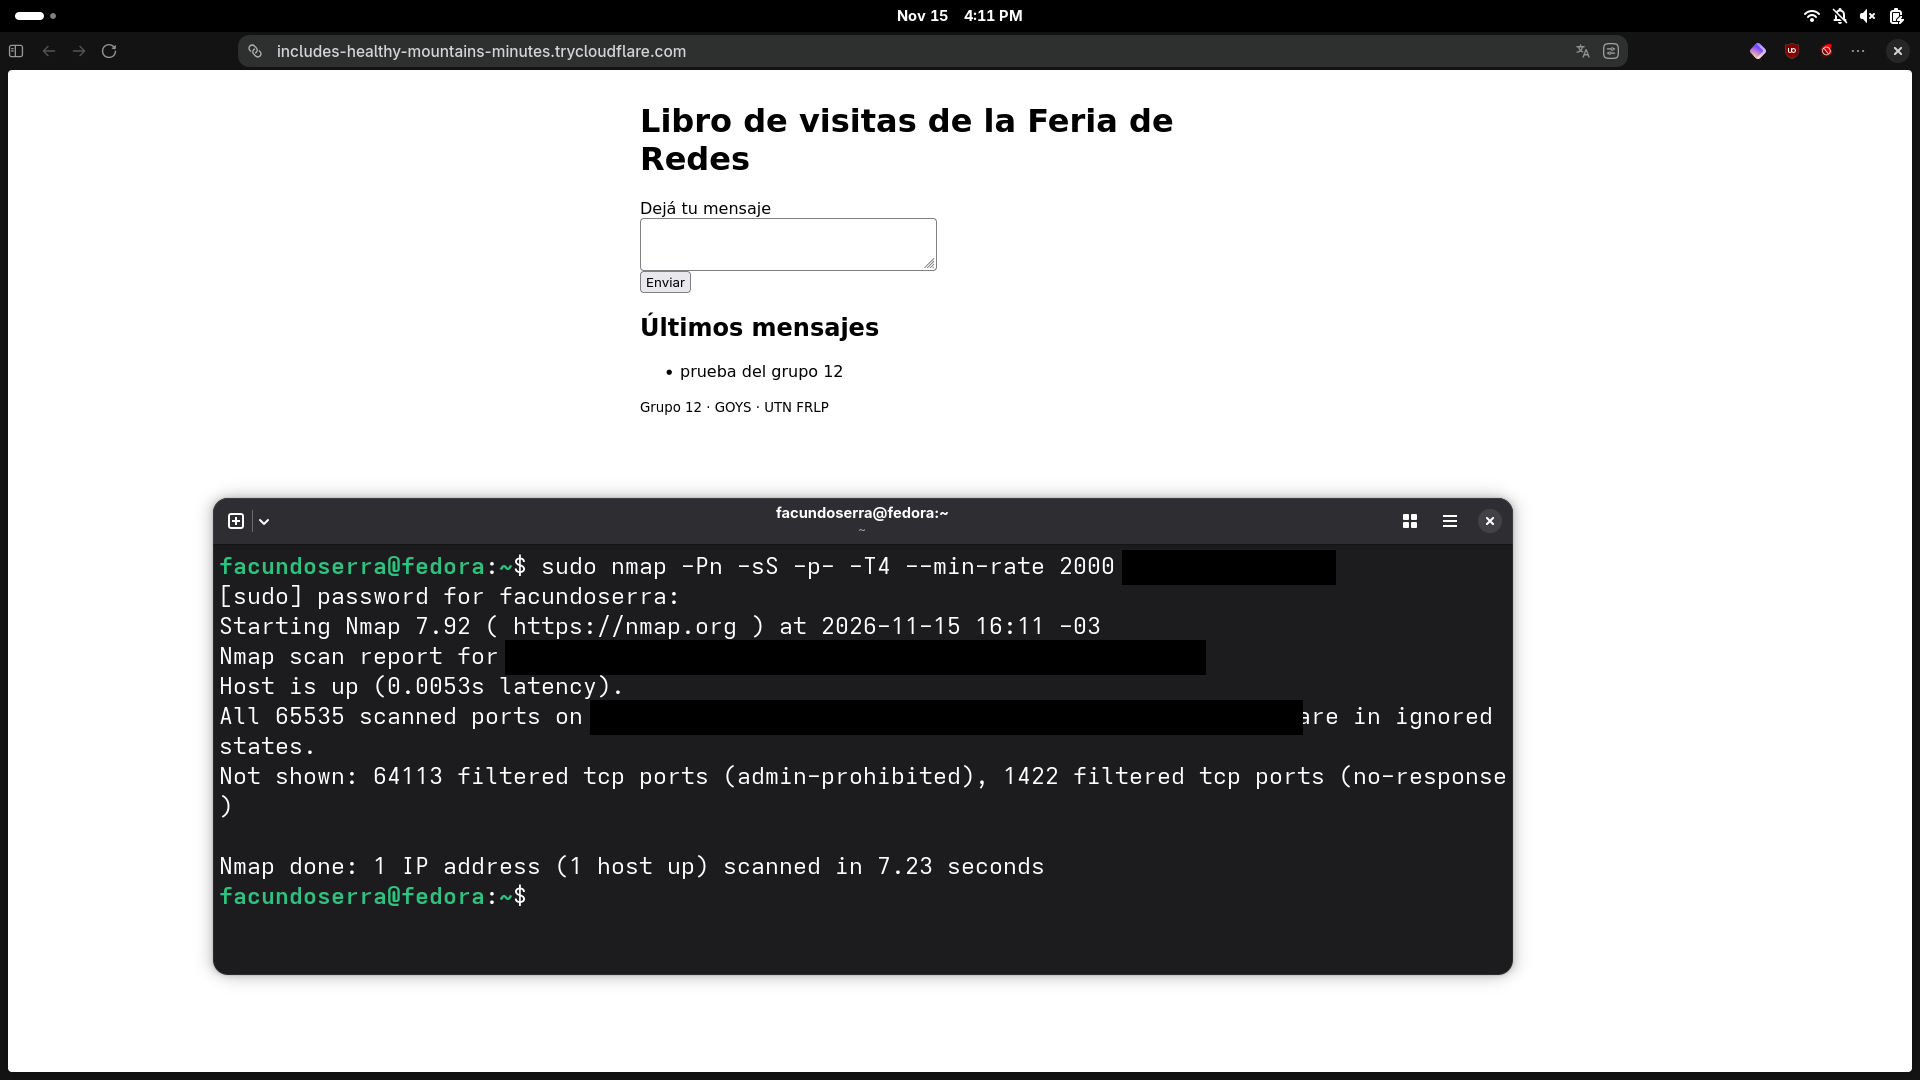 Nov 15 4:11 PM
includes-healthy-mountains-minutes.trycloudflare.com
Libro de visitas de la Feria de
Redes
Dejá tu mensaje
Enviar
Últimos mensajes
• prueba del grupo 12
Grupo 12 · GOYS · UTN FRLP
facundoserra@fedora:~
~
facundoserra@fedora:~$ sudo nmap -Pn -sS -p- -T4 --min-rate 2000
[sudo] password for facundoserra:
Starting Nmap 7.92 ( https://nmap.org ) at 2026-11-15 16:11 -03
Nmap scan report for
Host is up (0.0053s latency).
All 65535 scanned ports on are in ignored
states.
Not shown: 64113 filtered tcp ports (admin-prohibited), 1422 filtered tcp ports (no-response
)
Nmap done: 1 IP address (1 host up) scanned in 7.23 seconds
facundoserra@fedora:~$